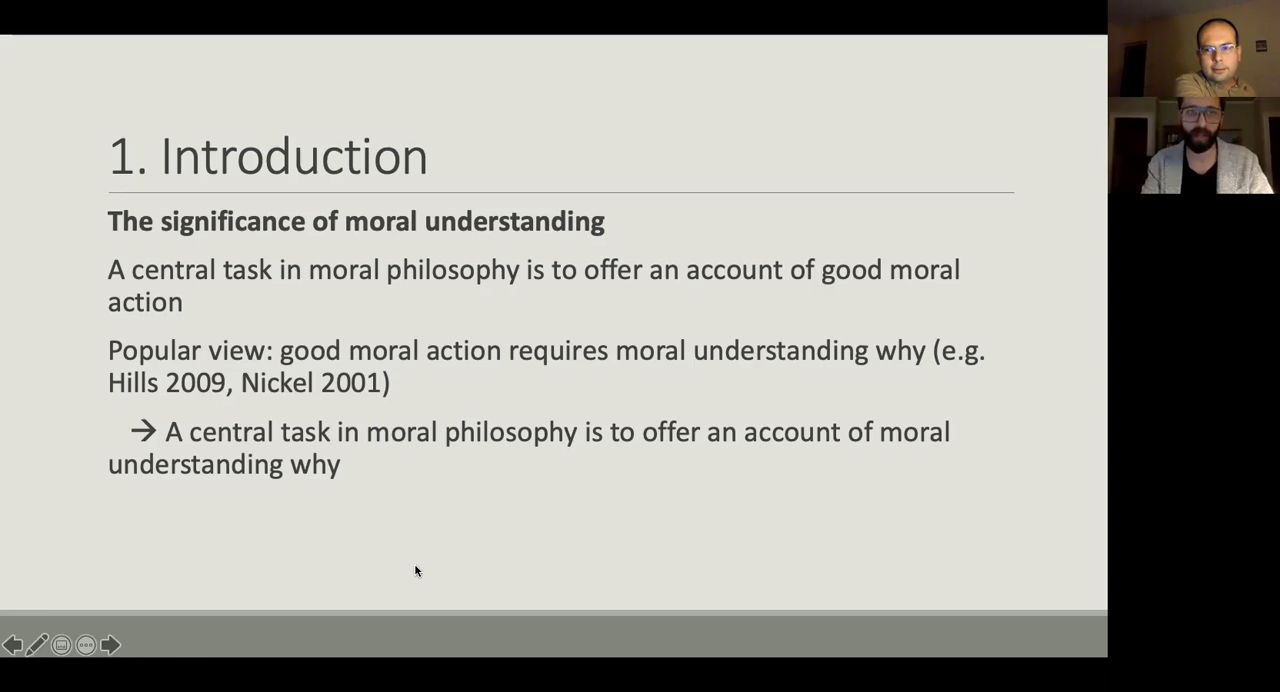 1. Introduction
The significance of moral understanding
A central task in moral philosophy is to offer an account of good moral
action
Popular view: good moral action requires moral understanding why (e.g.
Hills 2009, Nickel 2001)
→ A central task in moral philosophy is to offer an account of moral
understanding why